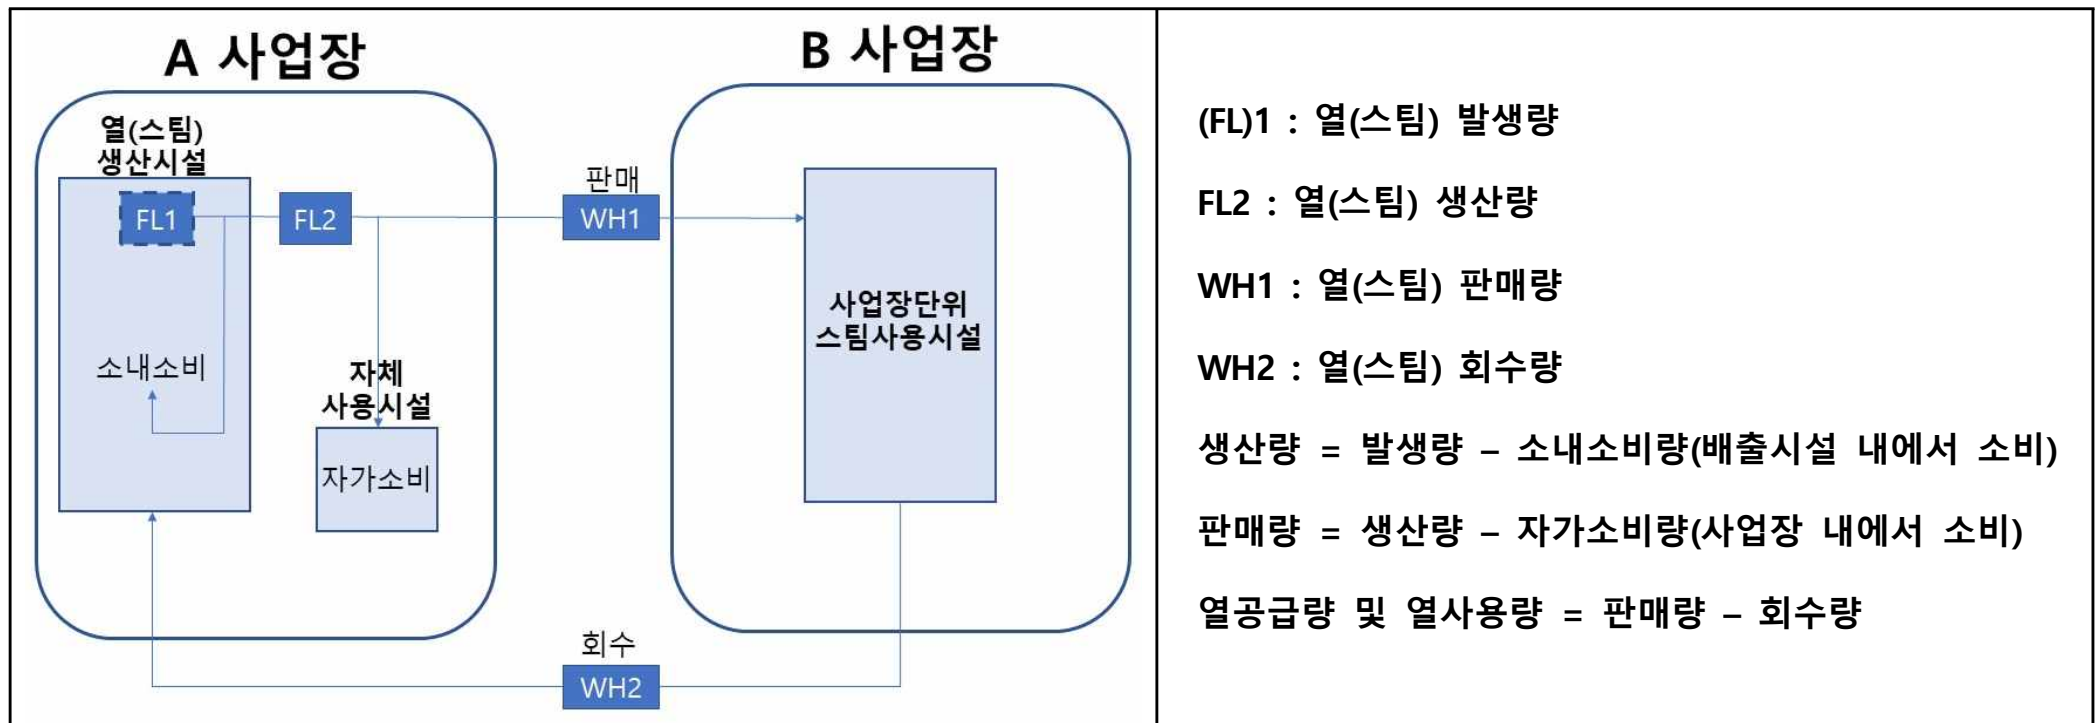 A 사업장
B 사업장
열(스팀)
생산시설
FL1
FL2
판매
WH1
소내소비
자체
사용시설
자가소비
사업장단위
스팀사용시설
회수
WH2
(FL)1 : 열(스팀) 발생량
FL2 : 열(스팀) 생산량
WH1 : 열(스팀) 판매량
WH2 : 열(스팀) 회수량
생산량 = 발생량 – 소내소비량(배출시설 내에서 소비)
판매량 = 생산량 – 자가소비량(사업장 내에서 소비)
열공급량 및 열사용량 = 판매량 – 회수량